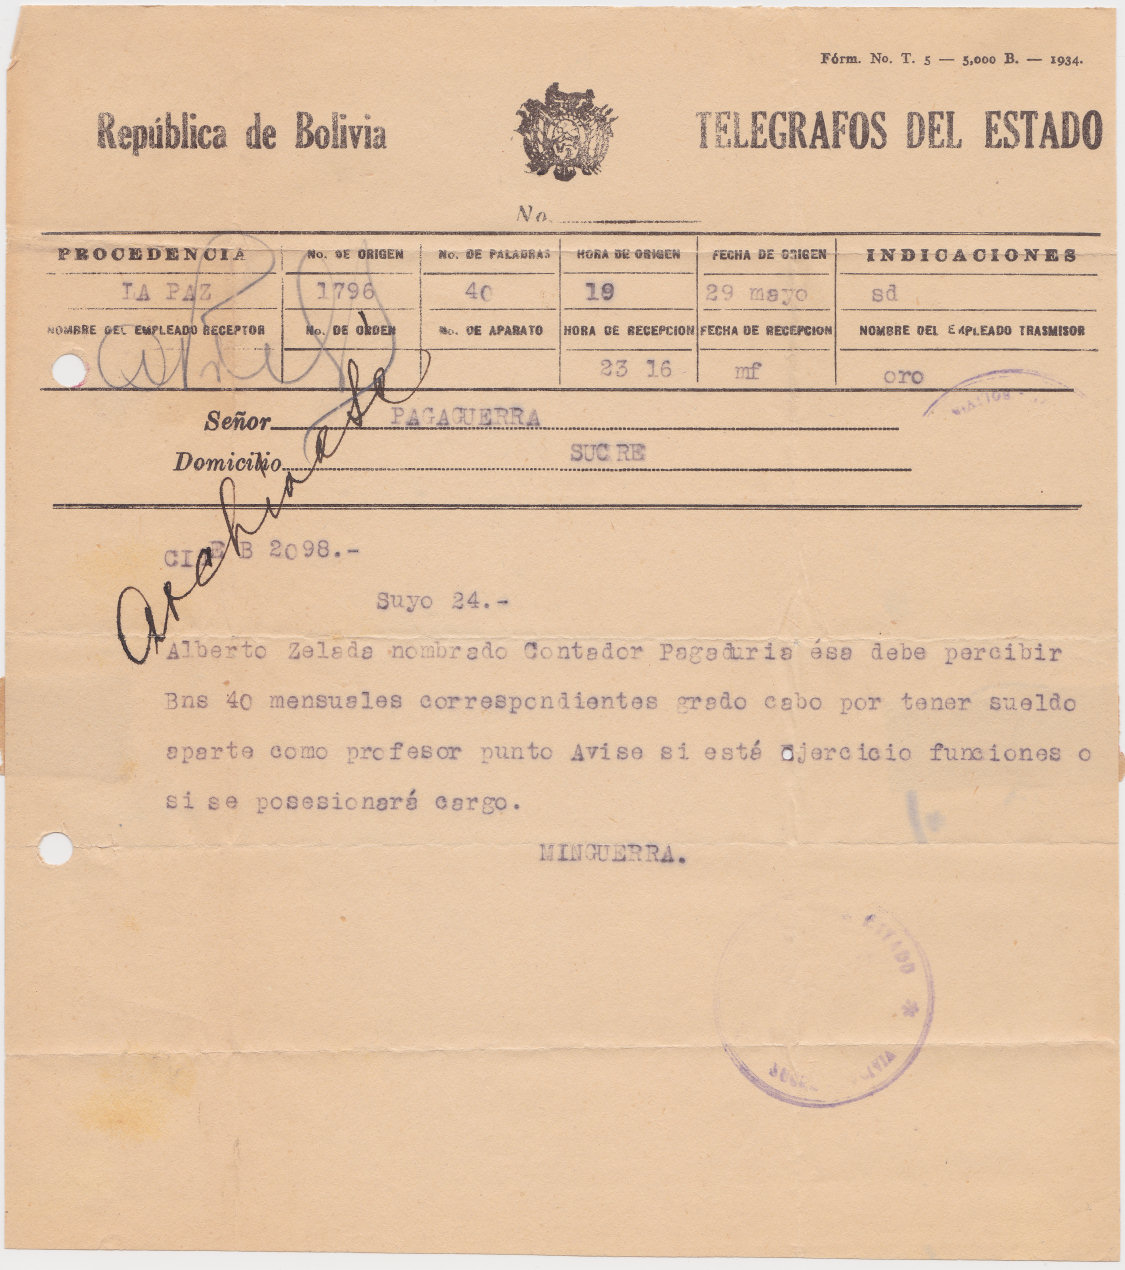 Fórm. No. T. 5 — 5,000 B. — 1934.
República de Bolivia
TELEGRAFOS DEL ESTADO
No.
PROCEDENCIA No. DE ORIGEN No. DE PALABRAS HORA DE ORIGEN FECHA DE ORIGEN INDICACIONES
LA PAZ 1796 40 19 29 mayo sd
NOMBRE DEL EMPLEADO RECEPTOR No. DE ORDEN No. DE APARATO HORA DE RECEPCION FECHA DE RECEPCION NOMBRE DEL EMPLEADO TRASMISOR
23 16 mf oro
Señor PAGAGUERRA
Domicilio SUCRE
Archívese
CIEB 2098.-
Suyo 24.-
Alberto Zelada nombrado Contador Pagaduria ésa debe percibir
Bns 40 mensuales correspondientes grado cabo por tener sueldo
aparte como profesor punto Avise si está Ejercicio funciones o
si se posesionará cargo.
MINGUERRA.
ESTADO